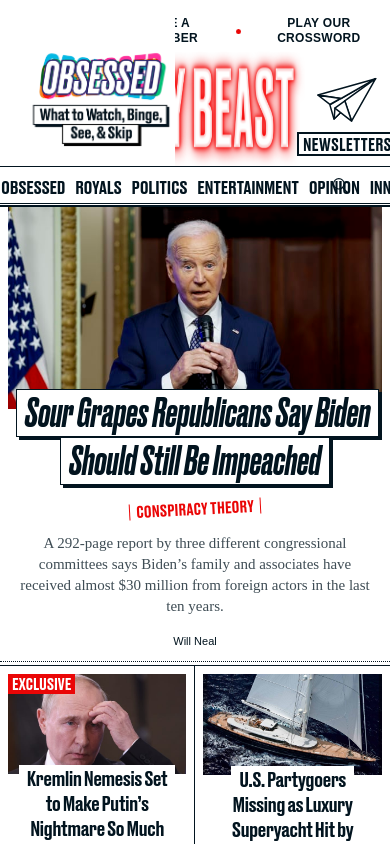 E A
BER
PLAY OUR
CROSSWORD
OBSESSED
What to Watch, Binge,
See, & Skip
Y BEAST
NEWSLETTERS
OBSESSED ROYALS POLITICS ENTERTAINMENT OPINION INN
Sour Grapes Republicans Say Biden
Should Still Be Impeached
CONSPIRACY THEORY
A 292-page report by three different congressional
committees says Biden’s family and associates have
received almost $30 million from foreign actors in the last
ten years.
Will Neal
EXCLUSIVE
Kremlin Nemesis Set
to Make Putin’s
Nightmare So Much
U.S. Partygoers
Missing as Luxury
Superyacht Hit by